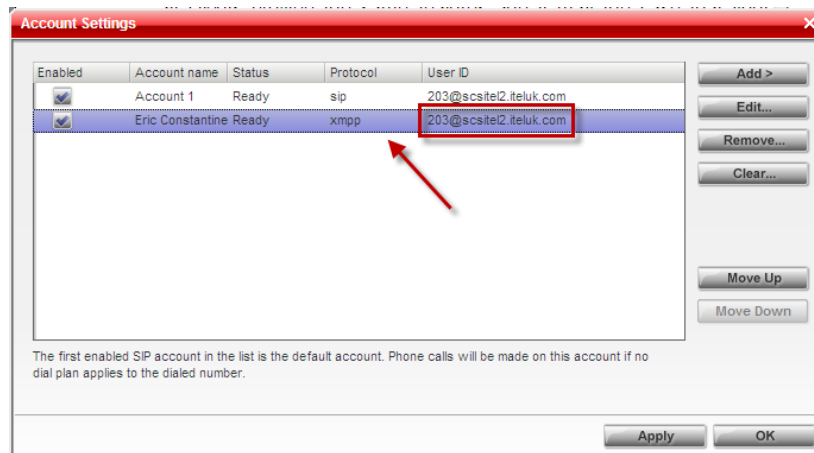 Account Settings
Enabled Account name Status Protocol User ID
Account 1 Ready sip 203@scsitel2.iteluk.com
Eric Constantine Ready xmpp 203@scsitel2.iteluk.com
Add >
Edit...
Remove...
Clear...
Move Up
Move Down
The first enabled SIP account in the list is the default account. Phone calls will be made on this account if no
dial plan applies to the dialed number.
Apply OK